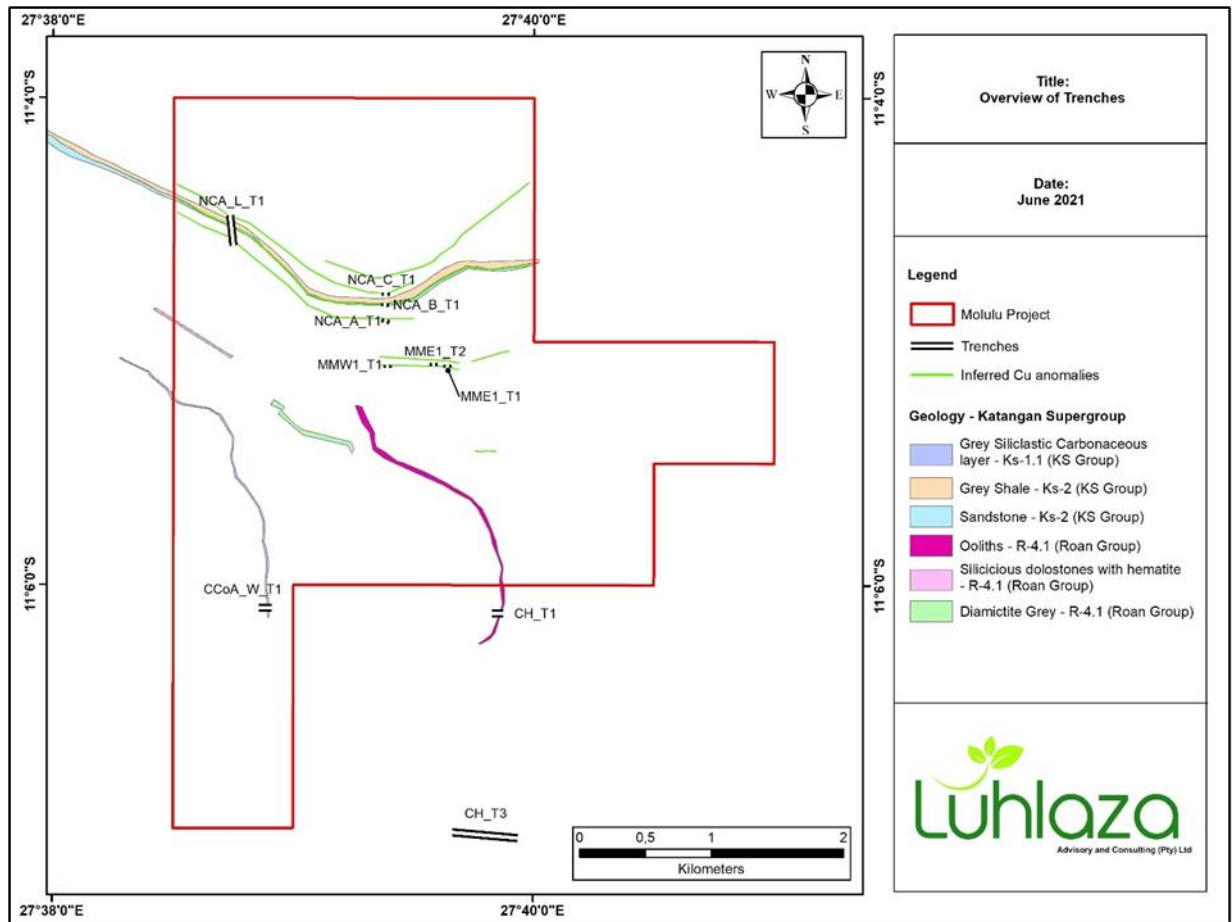 27°38'0"E
27°40'0"E
11°4'0"S
11°4'0"S
N
W
E
S
NCA_L_T1
NCA_C_T1
NCA_B_T1
NCA_A_T1
MME1_T2
MMW1_T1
MME1_T1
11°6'0"S
11°6'0"S
CCoA_W_T1
CH_T1
CH_T3
0 0,5 1 2
Kilometers
27°38'0"E
27°40'0"E
Title:
Overview of Trenches
Date:
June 2021
Legend
Molulu Project
Trenches
Inferred Cu anomalies
Geology - Katangan Supergroup
Grey Siliclastic Carbonaceous
layer - Ks-1.1 (KS Group)
Grey Shale - Ks-2 (KS Group)
Sandstone - Ks-2 (KS Group)
Ooliths - R-4.1 (Roan Group)
Silicicious dolostones with hematite
- R-4.1 (Roan Group)
Diamictite Grey - R-4.1 (Roan Group)
Luhlaza
Advisory and Consulting (Pty) Ltd